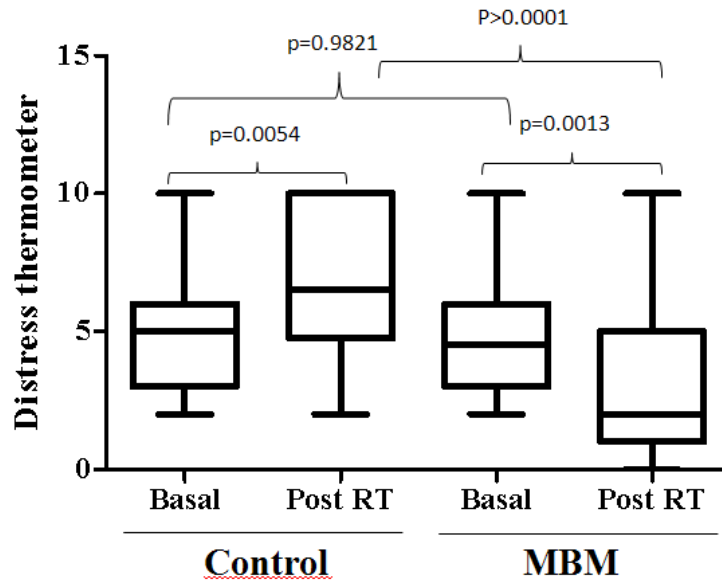 P>0.0001
p=0.9821
p=0.0054
p=0.0013
Distress thermometer
15
10
5
0
Basal
Post RT
Basal
Post RT
Control
MBM